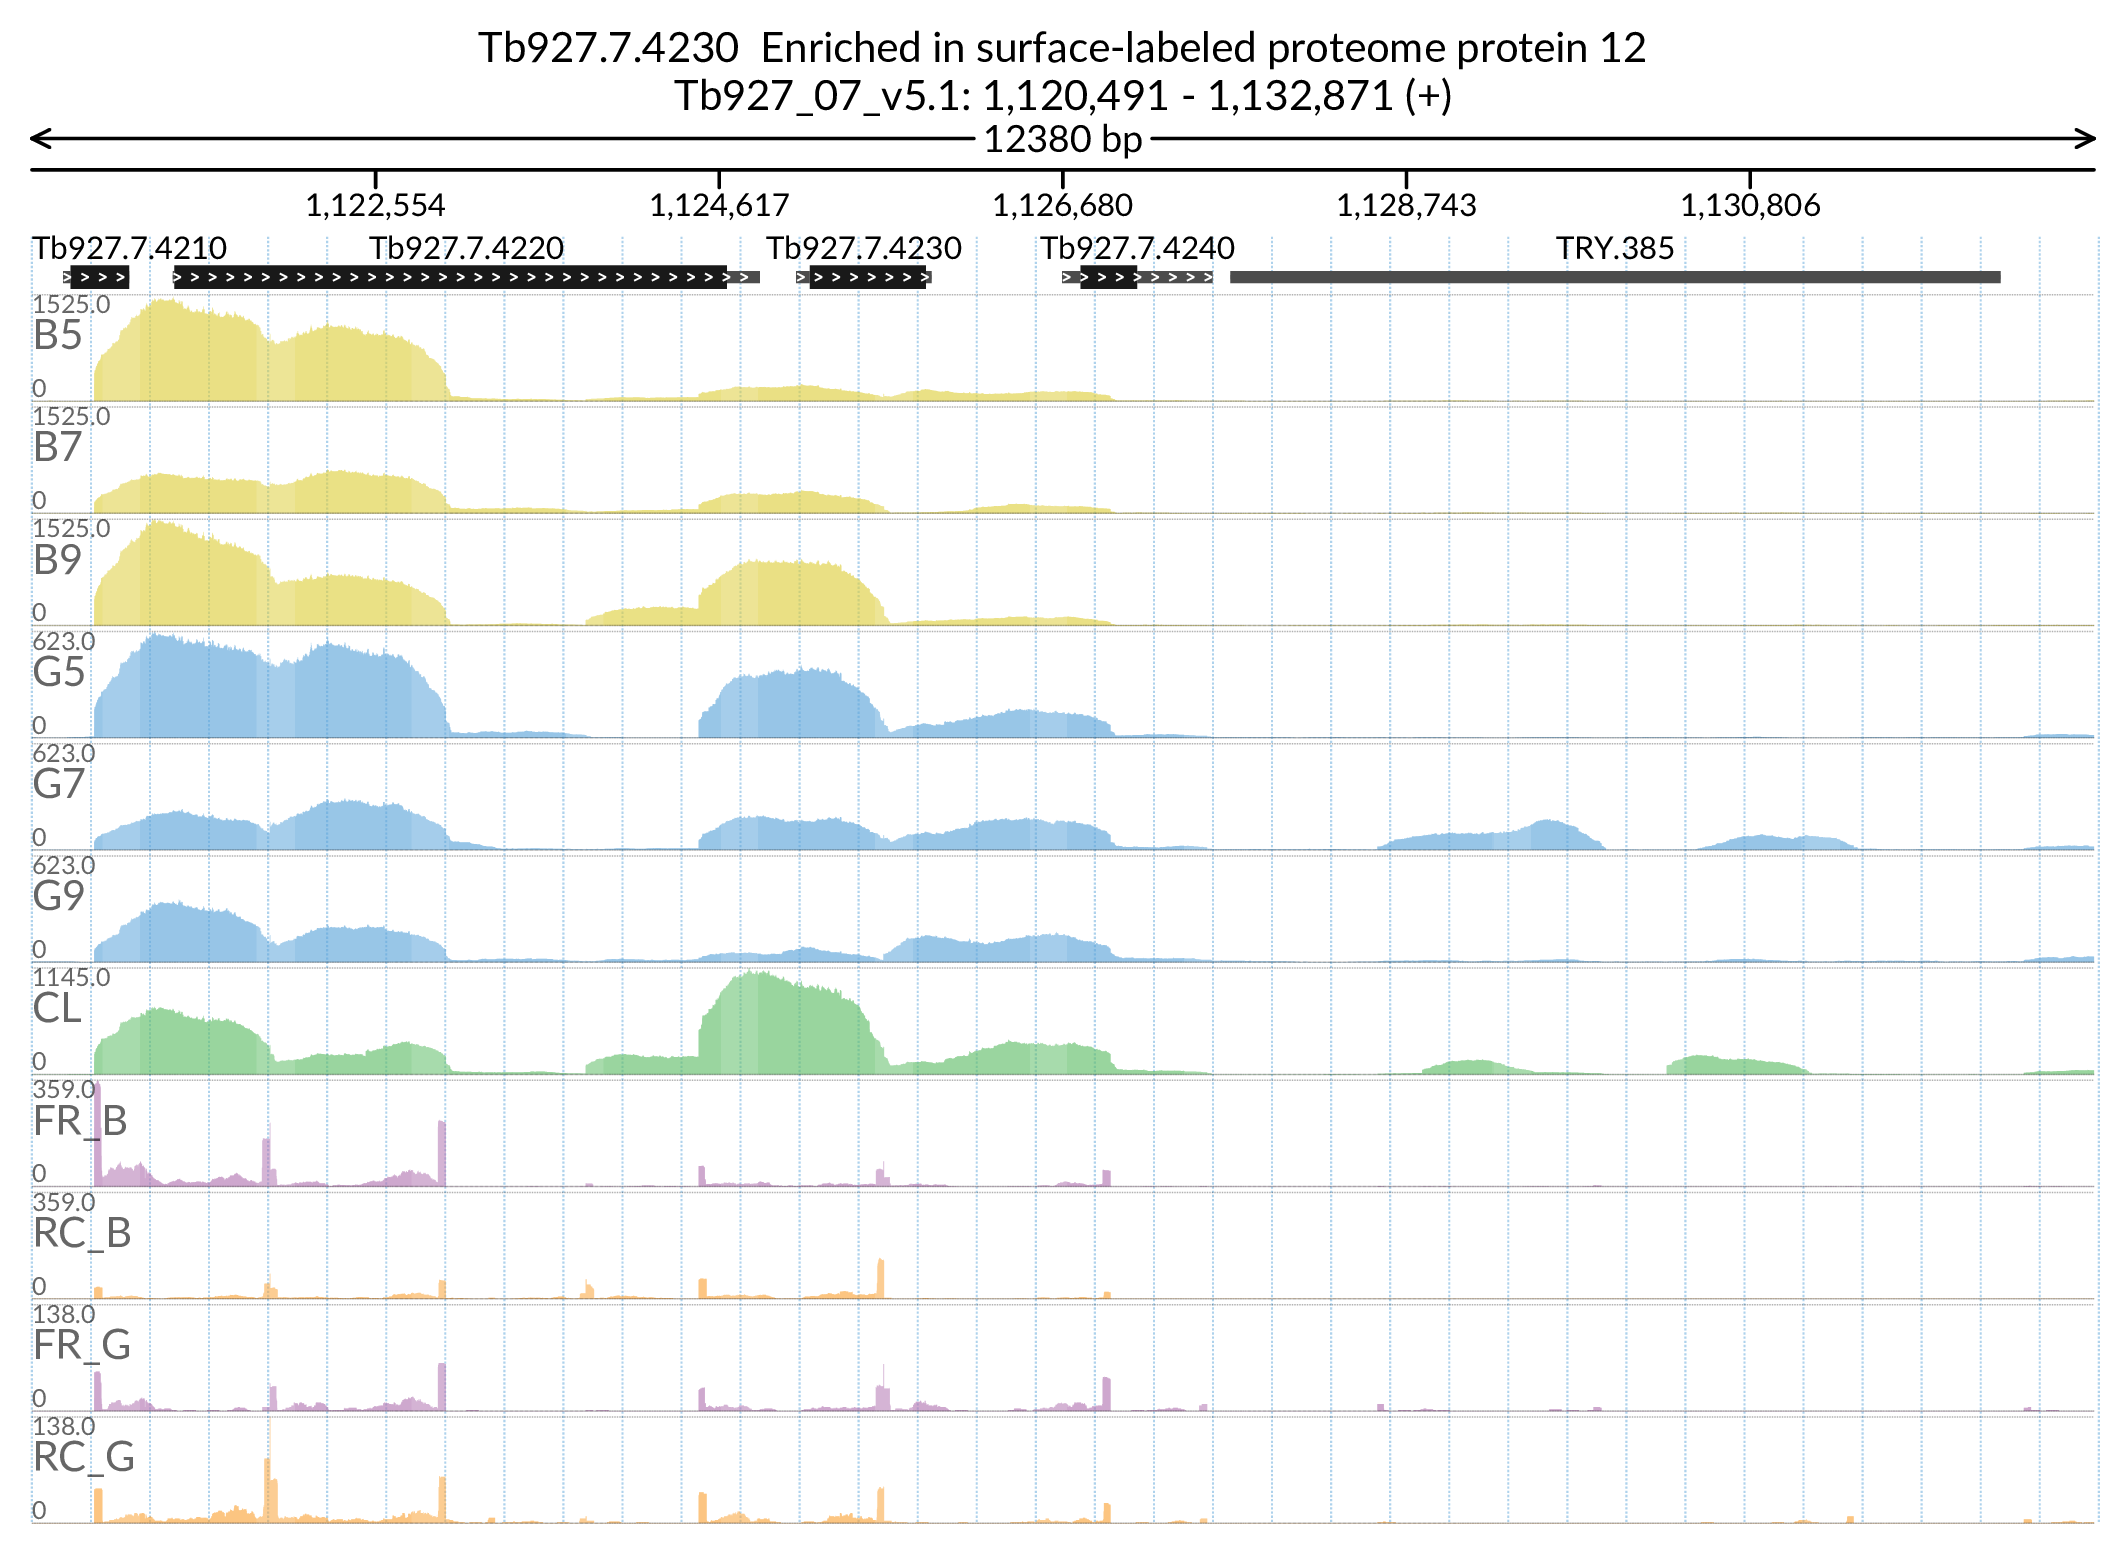 Tb927.7.4230  Enriched in surface-labeled proteome protein 12
Tb927_07_v5.1: 1,120,491 - 1,132,871 (+)
12380 bp
1,122,554 1,124,617 1,126,680 1,128,743 1,130,806
Tb927.7.4210 Tb927.7.4220 Tb927.7.4230 Tb927.7.4240 TRY.385
1525.0
B5
0
1525.0
B7
0
1525.0
B9
0
623.0
G5
0
623.0
G7
0
623.0
G9
0
1145.0
CL
0
359.0
FR_B
0
359.0
RC_B
0
138.0
FR_G
0
138.0
RC_G
0